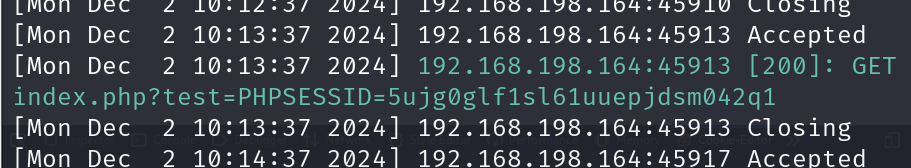 [Mon Dec  2 10:12:37 2024] 192.168.198.164:45910 Closing
[Mon Dec  2 10:13:37 2024] 192.168.198.164:45913 Accepted
[Mon Dec  2 10:13:37 2024] 192.168.198.164:45913 [200]: GET
index.php?test=PHPSESSID=5ujg0glf1sl61uuepjdsm042q1
[Mon Dec  2 10:13:37 2024] 192.168.198.164:45913 Closing
[Mon Dec  2 10:14:37 2024] 192.168.198.164:45917 Accepted